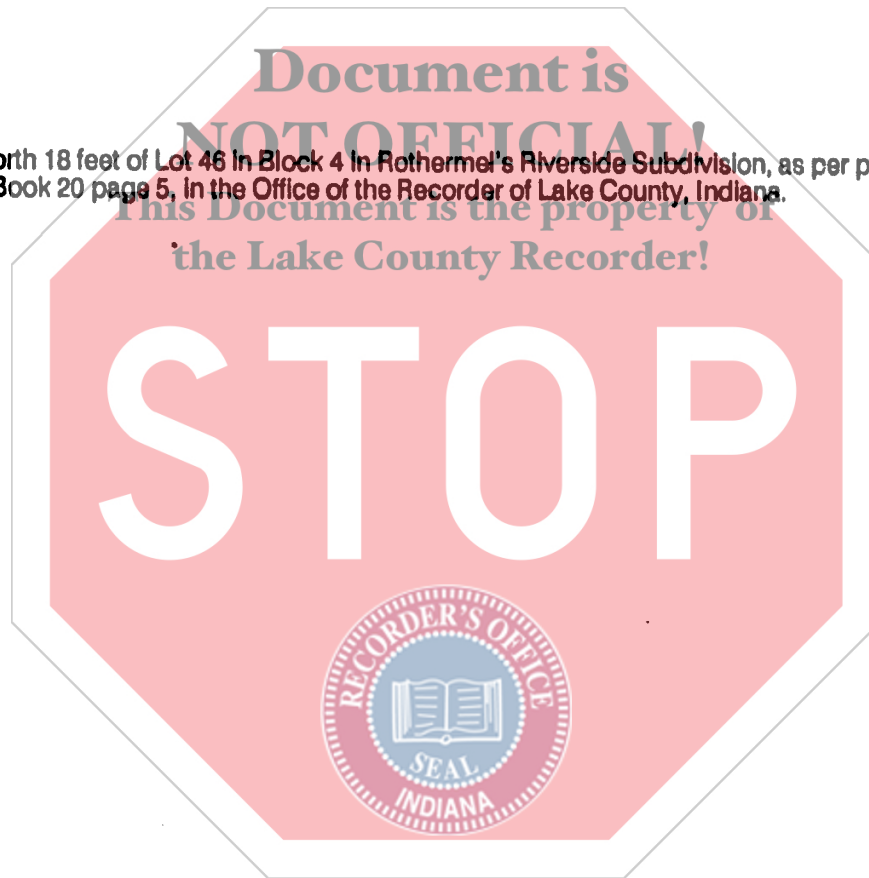 Document is
NOT OFFICIAL!
orth 18 feet of Lot 46 in Block 4 in Rothermel's Riverside Subdivision, as per p
Book 20 page 5, in the Office of the Recorder of Lake County, Indiana.
This Document is the property of
the Lake County Recorder!
STOP
RECORDER'S OFFICE
SEAL
INDIANA